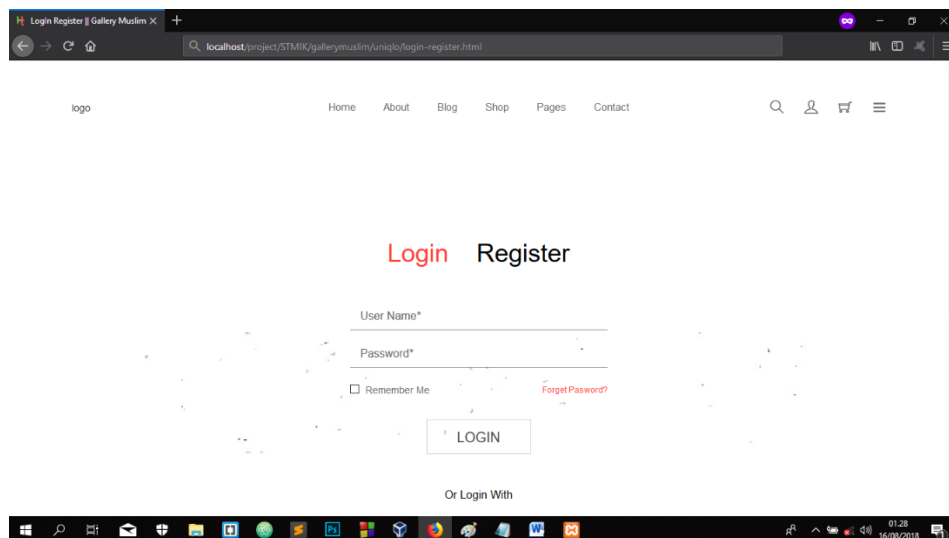 Login Register || Gallery Muslim
localhost/project/STMIK/gallerymuslim/uniqlo/login-register.html
logo Home About Blog Shop Pages Contact
Login Register
User Name*
Password*
Remember Me Forget Pasword?
LOGIN
Or Login With
Ps W
01.28
16/08/2018